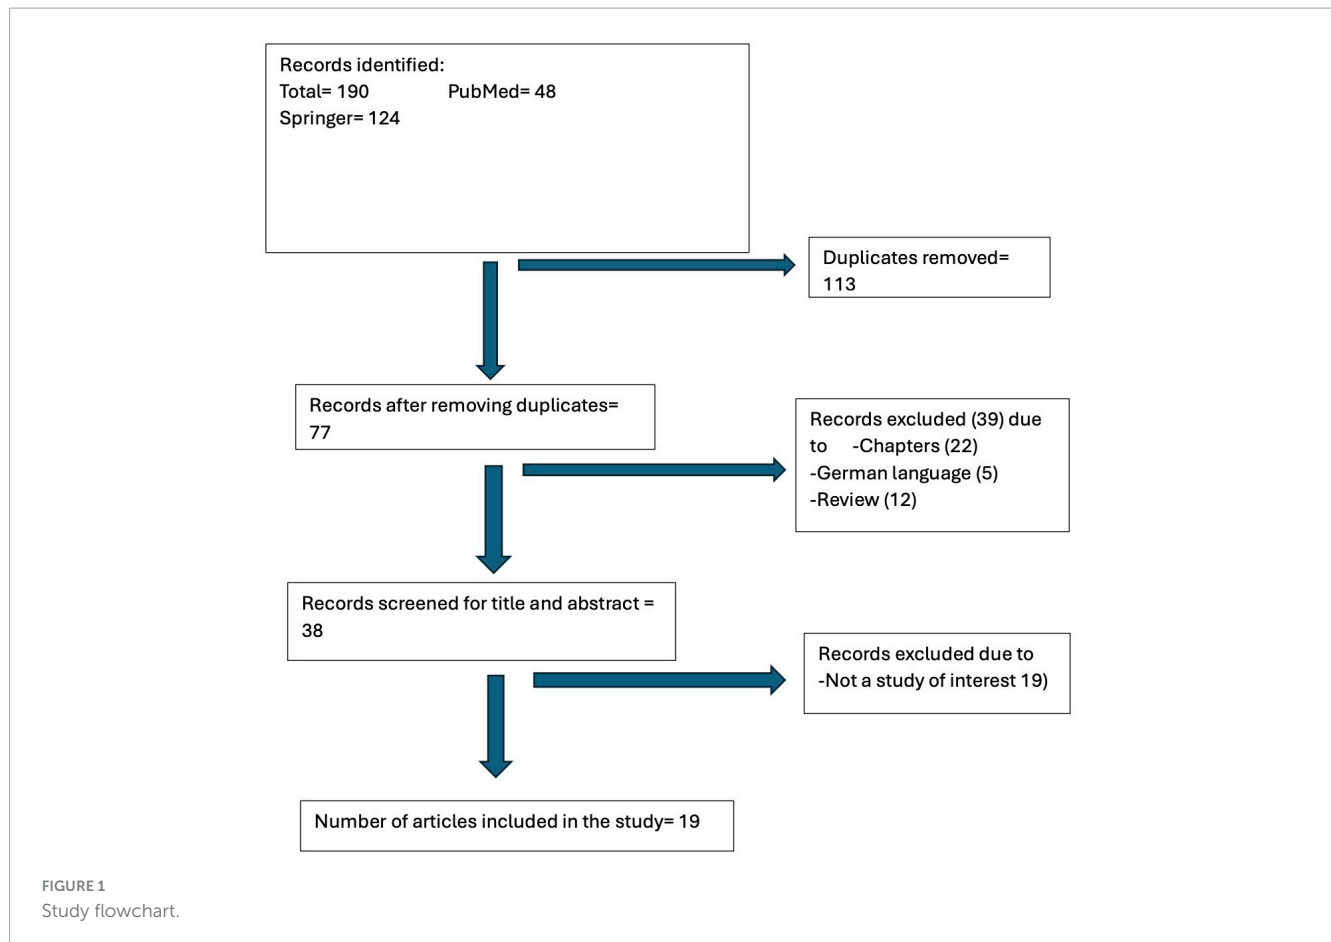 Records identified:
Total= 190 PubMed= 48
Springer= 124
Duplicates removed=
113
Records after removing duplicates=
77
Records excluded (39) due
to -Chapters (22)
-German language (5)
-Review (12)
Records screened for title and abstract =
38
Records excluded due to
-Not a study of interest 19)
Number of articles included in the study= 19
FIGURE 1
Study flowchart.